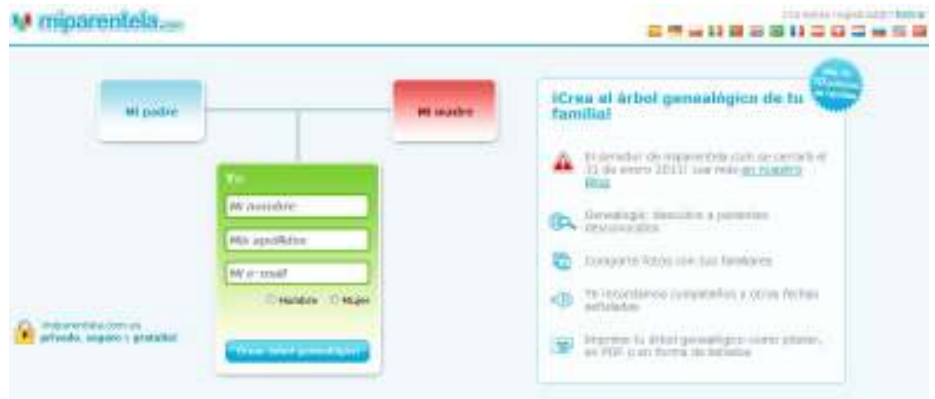 miparentela.com
Mi padre
Mi madre
Yo
Mi nombre
Mis apellidos
Mi e-mail
Hombre Mujer
Crear árbol genealógico
miparentela.com es
privado, seguro y gratuito!
¡Crea el árbol genealógico de tu
familia!
El servidor de miparentela.com se cerrará el
31 de enero 2011! Lea más en nuestro
Blog
Genealogía: descubre a parientes
desconocidos
Comparte fotos con tus familiares
Te recordamos cumpleaños y otras fechas
señaladas
Imprime tu árbol genealógico como póster,
en PDF o en forma de tablas